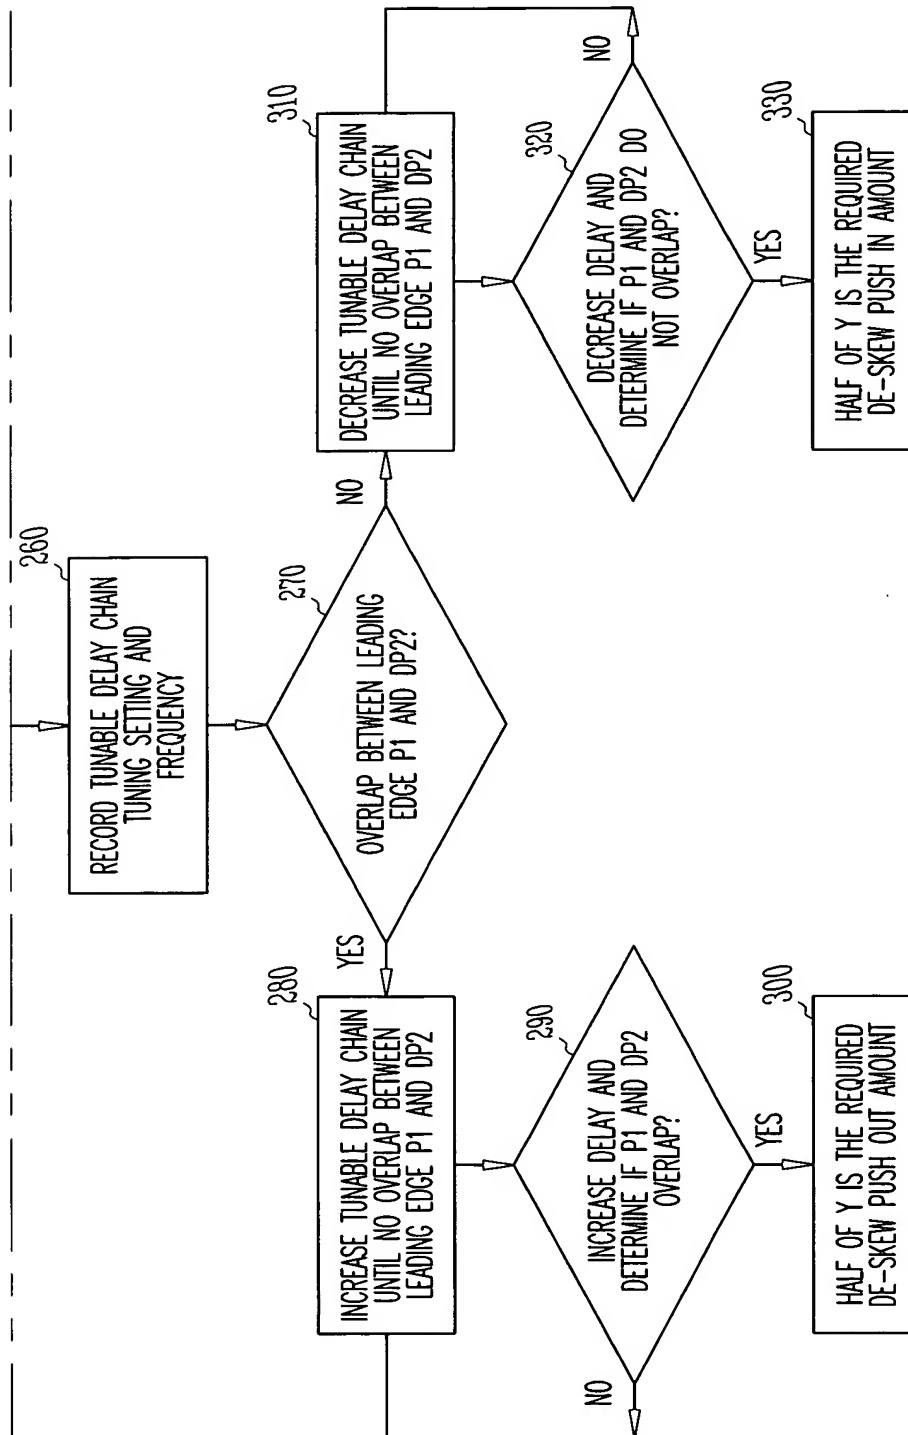 260
RECORD TUNABLE DELAY CHAIN
TUNING SETTING AND
FREQUENCY
270
OVERLAP BETWEEN LEADING
EDGE P1 AND DP2?
YES
NO
280
INCREASE TUNABLE DELAY CHAIN
UNTIL NO OVERLAP BETWEEN
LEADING EDGE P1 AND DP2
310
DECREASE TUNABLE DELAY CHAIN
UNTIL NO OVERLAP BETWEEN
LEADING EDGE P1 AND DP2
290
INCREASE DELAY AND
DETERMINE IF P1 AND DP2
OVERLAP?
NO
YES
320
DECREASE DELAY AND
DETERMINE IF P1 AND DP2 DO
NOT OVERLAP?
NO
YES
300
HALF OF Y IS THE REQUIRED
DE-SKEW PUSH OUT AMOUNT
330
HALF OF Y IS THE REQUIRED
DE-SKEW PUSH IN AMOUNT